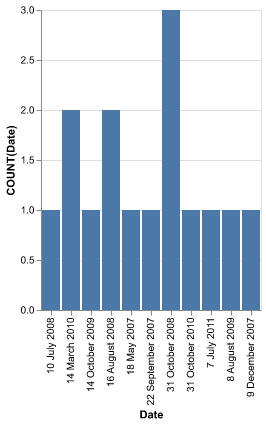 3.0
2.5
2.0
1.5
1.0
0.5
0.0
COUNT(Date)
10 July 2008
14 March 2010
14 October 2009
16 August 2008
18 May 2007
22 September 2007
31 October 2008
31 October 2010
7 July 2011
8 August 2009
9 December 2007
Date